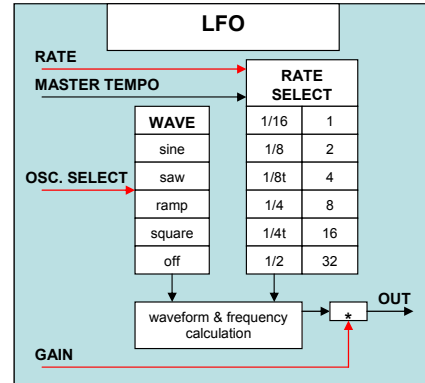 LFO
RATE
MASTER TEMPO
RATE
SELECT
WAVE
1/16 1
sine
1/8 2
OSC. SELECT
saw
1/8t 4
ramp
1/4 8
square
1/4t 16
off
1/2 32
waveform & frequency
calculation
*
OUT
GAIN